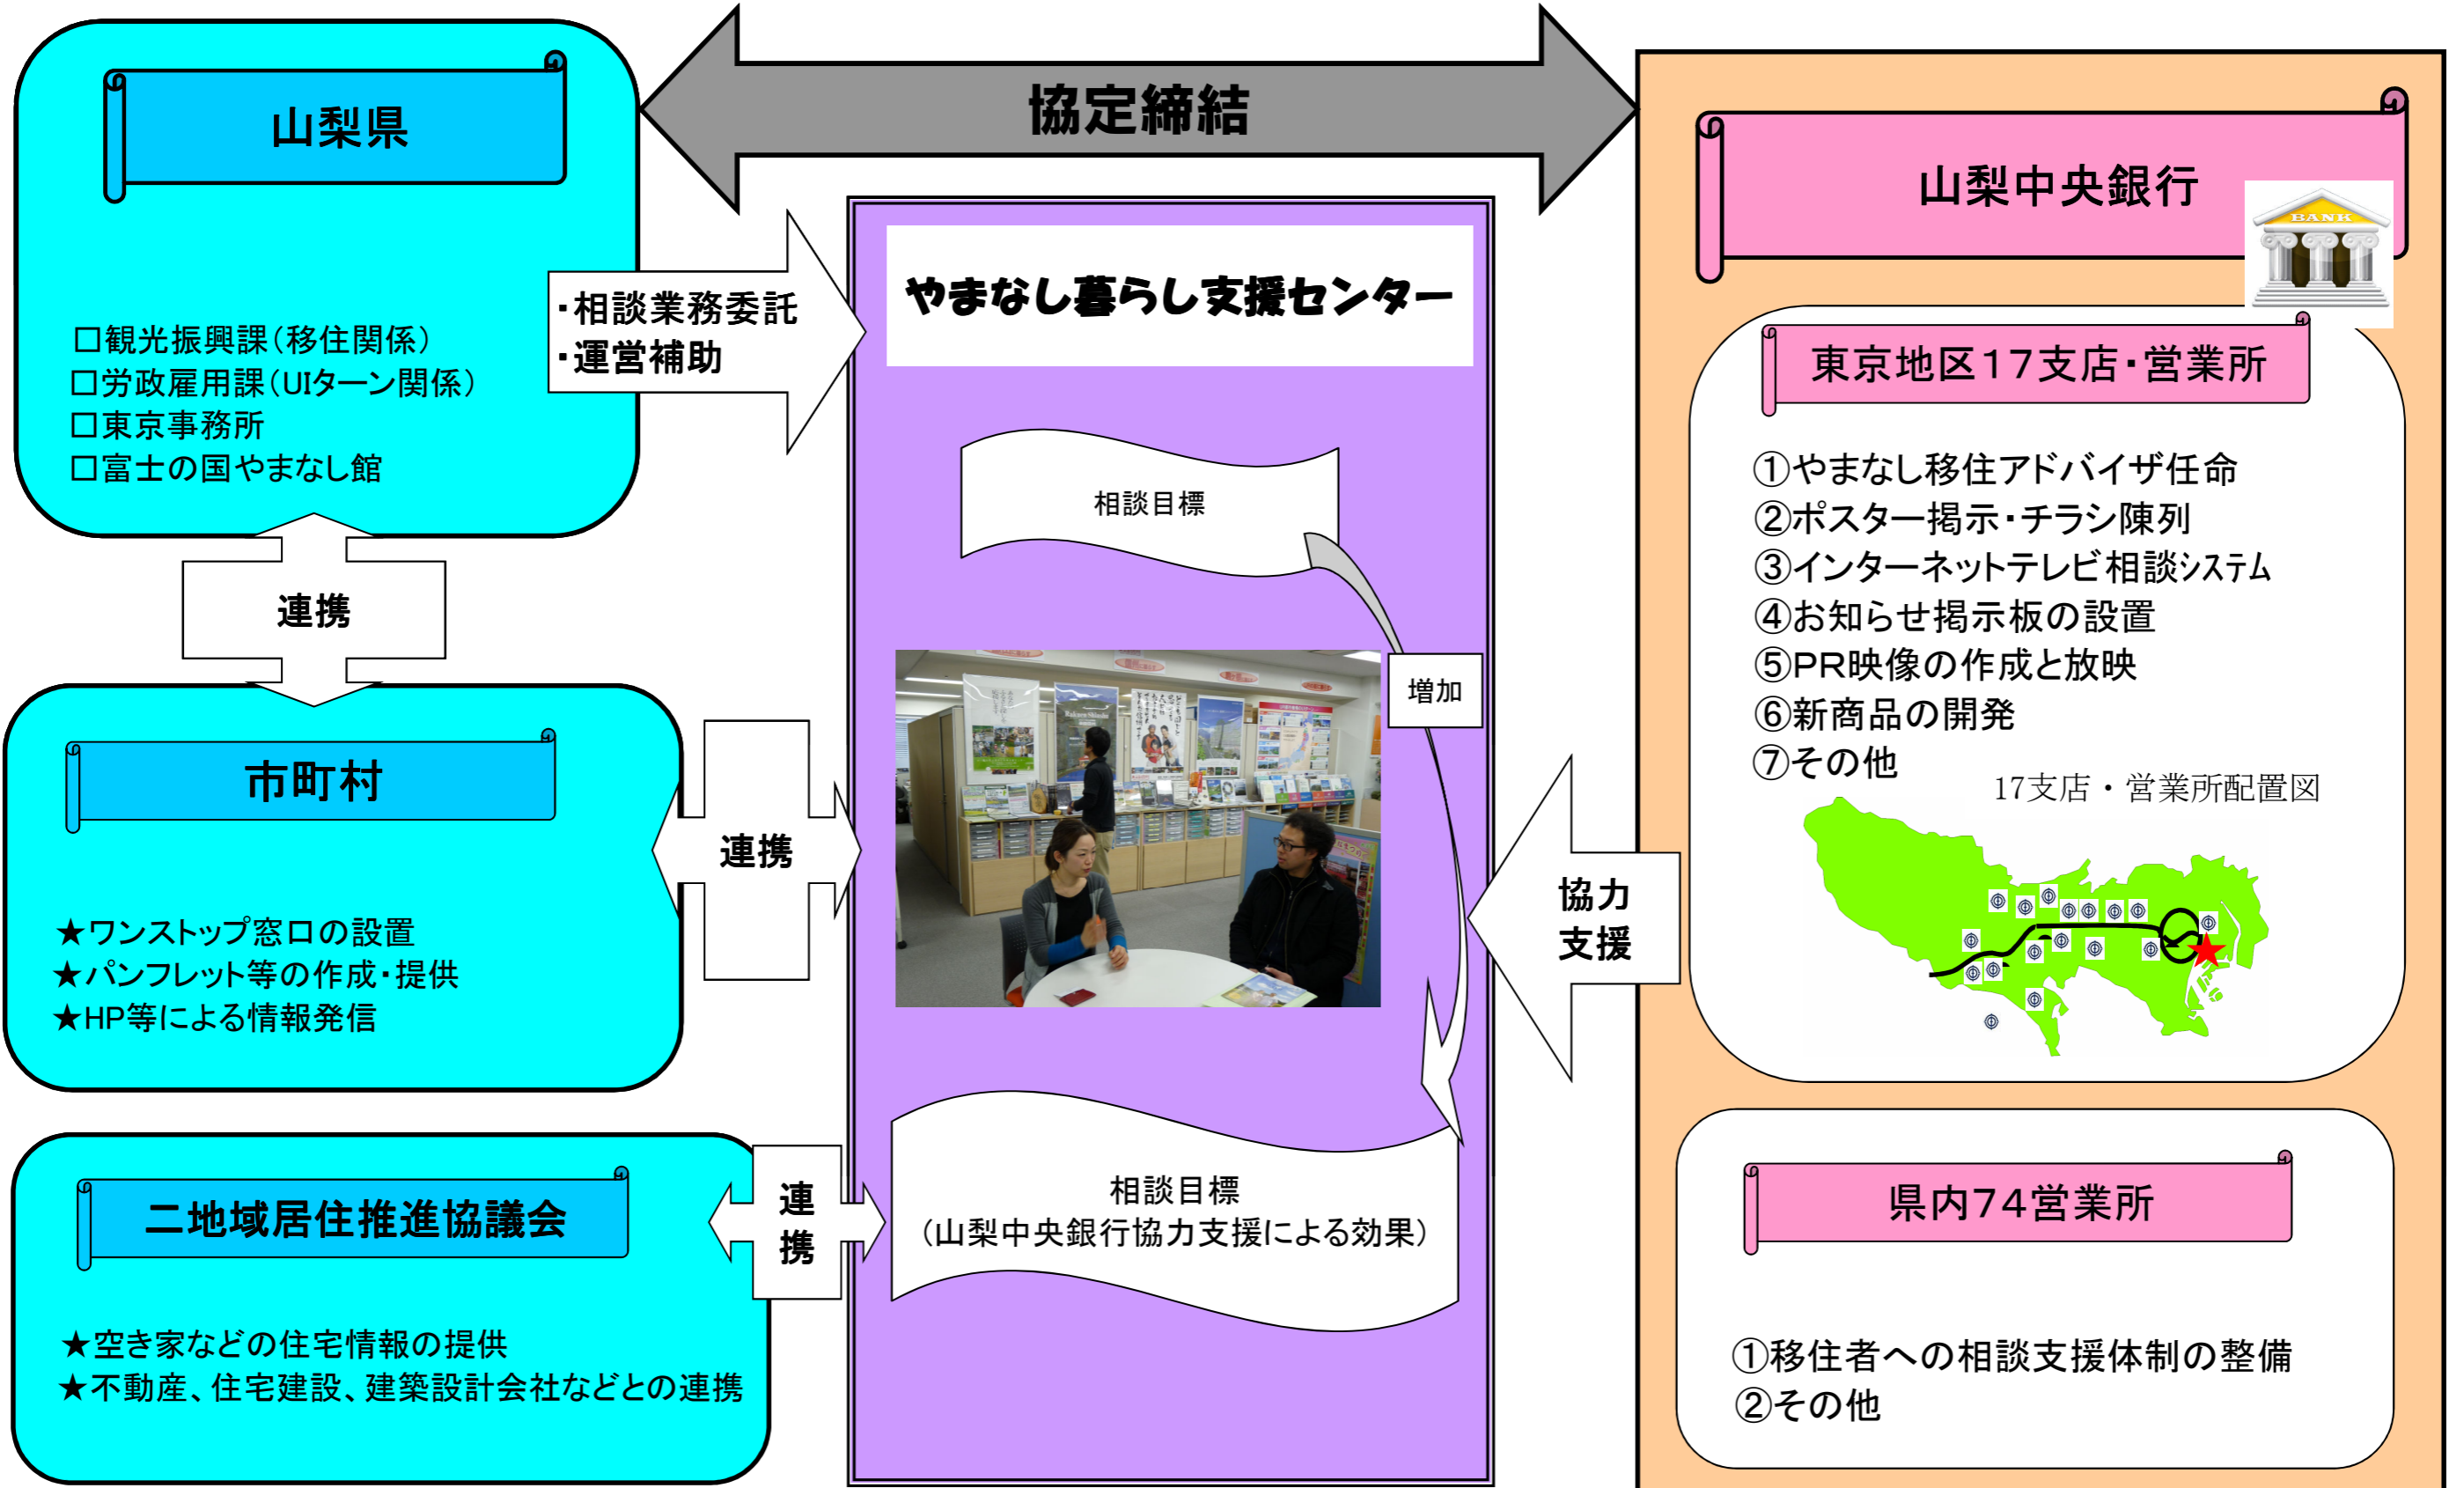 協定締結
山梨県
□観光振興課(移住関係)
□労政雇用課(UIターン関係)
□東京事務所
□富士の国やまなし館
・相談業務委託
・運営補助
連携
市町村
★ワンストップ窓口の設置
★パンフレット等の作成・提供
★HP等による情報発信
連携
二地域居住推進協議会
★空き家などの住宅情報の提供
★不動産、住宅建設、建築設計会社などとの連携
連
携
やまなし暮らし支援センター
相談目標
増加
相談目標
(山梨中央銀行協力支援による効果)
協力
支援
山梨中央銀行
BANK
東京地区17支店・営業所
①やまなし移住アドバイザ任命
②ポスター掲示・チラシ陳列
③インターネットテレビ相談システム
④お知らせ掲示板の設置
⑤PR映像の作成と放映
⑥新商品の開発
⑦その他
17支店・営業所配置図
県内74営業所
①移住者への相談支援体制の整備
②その他